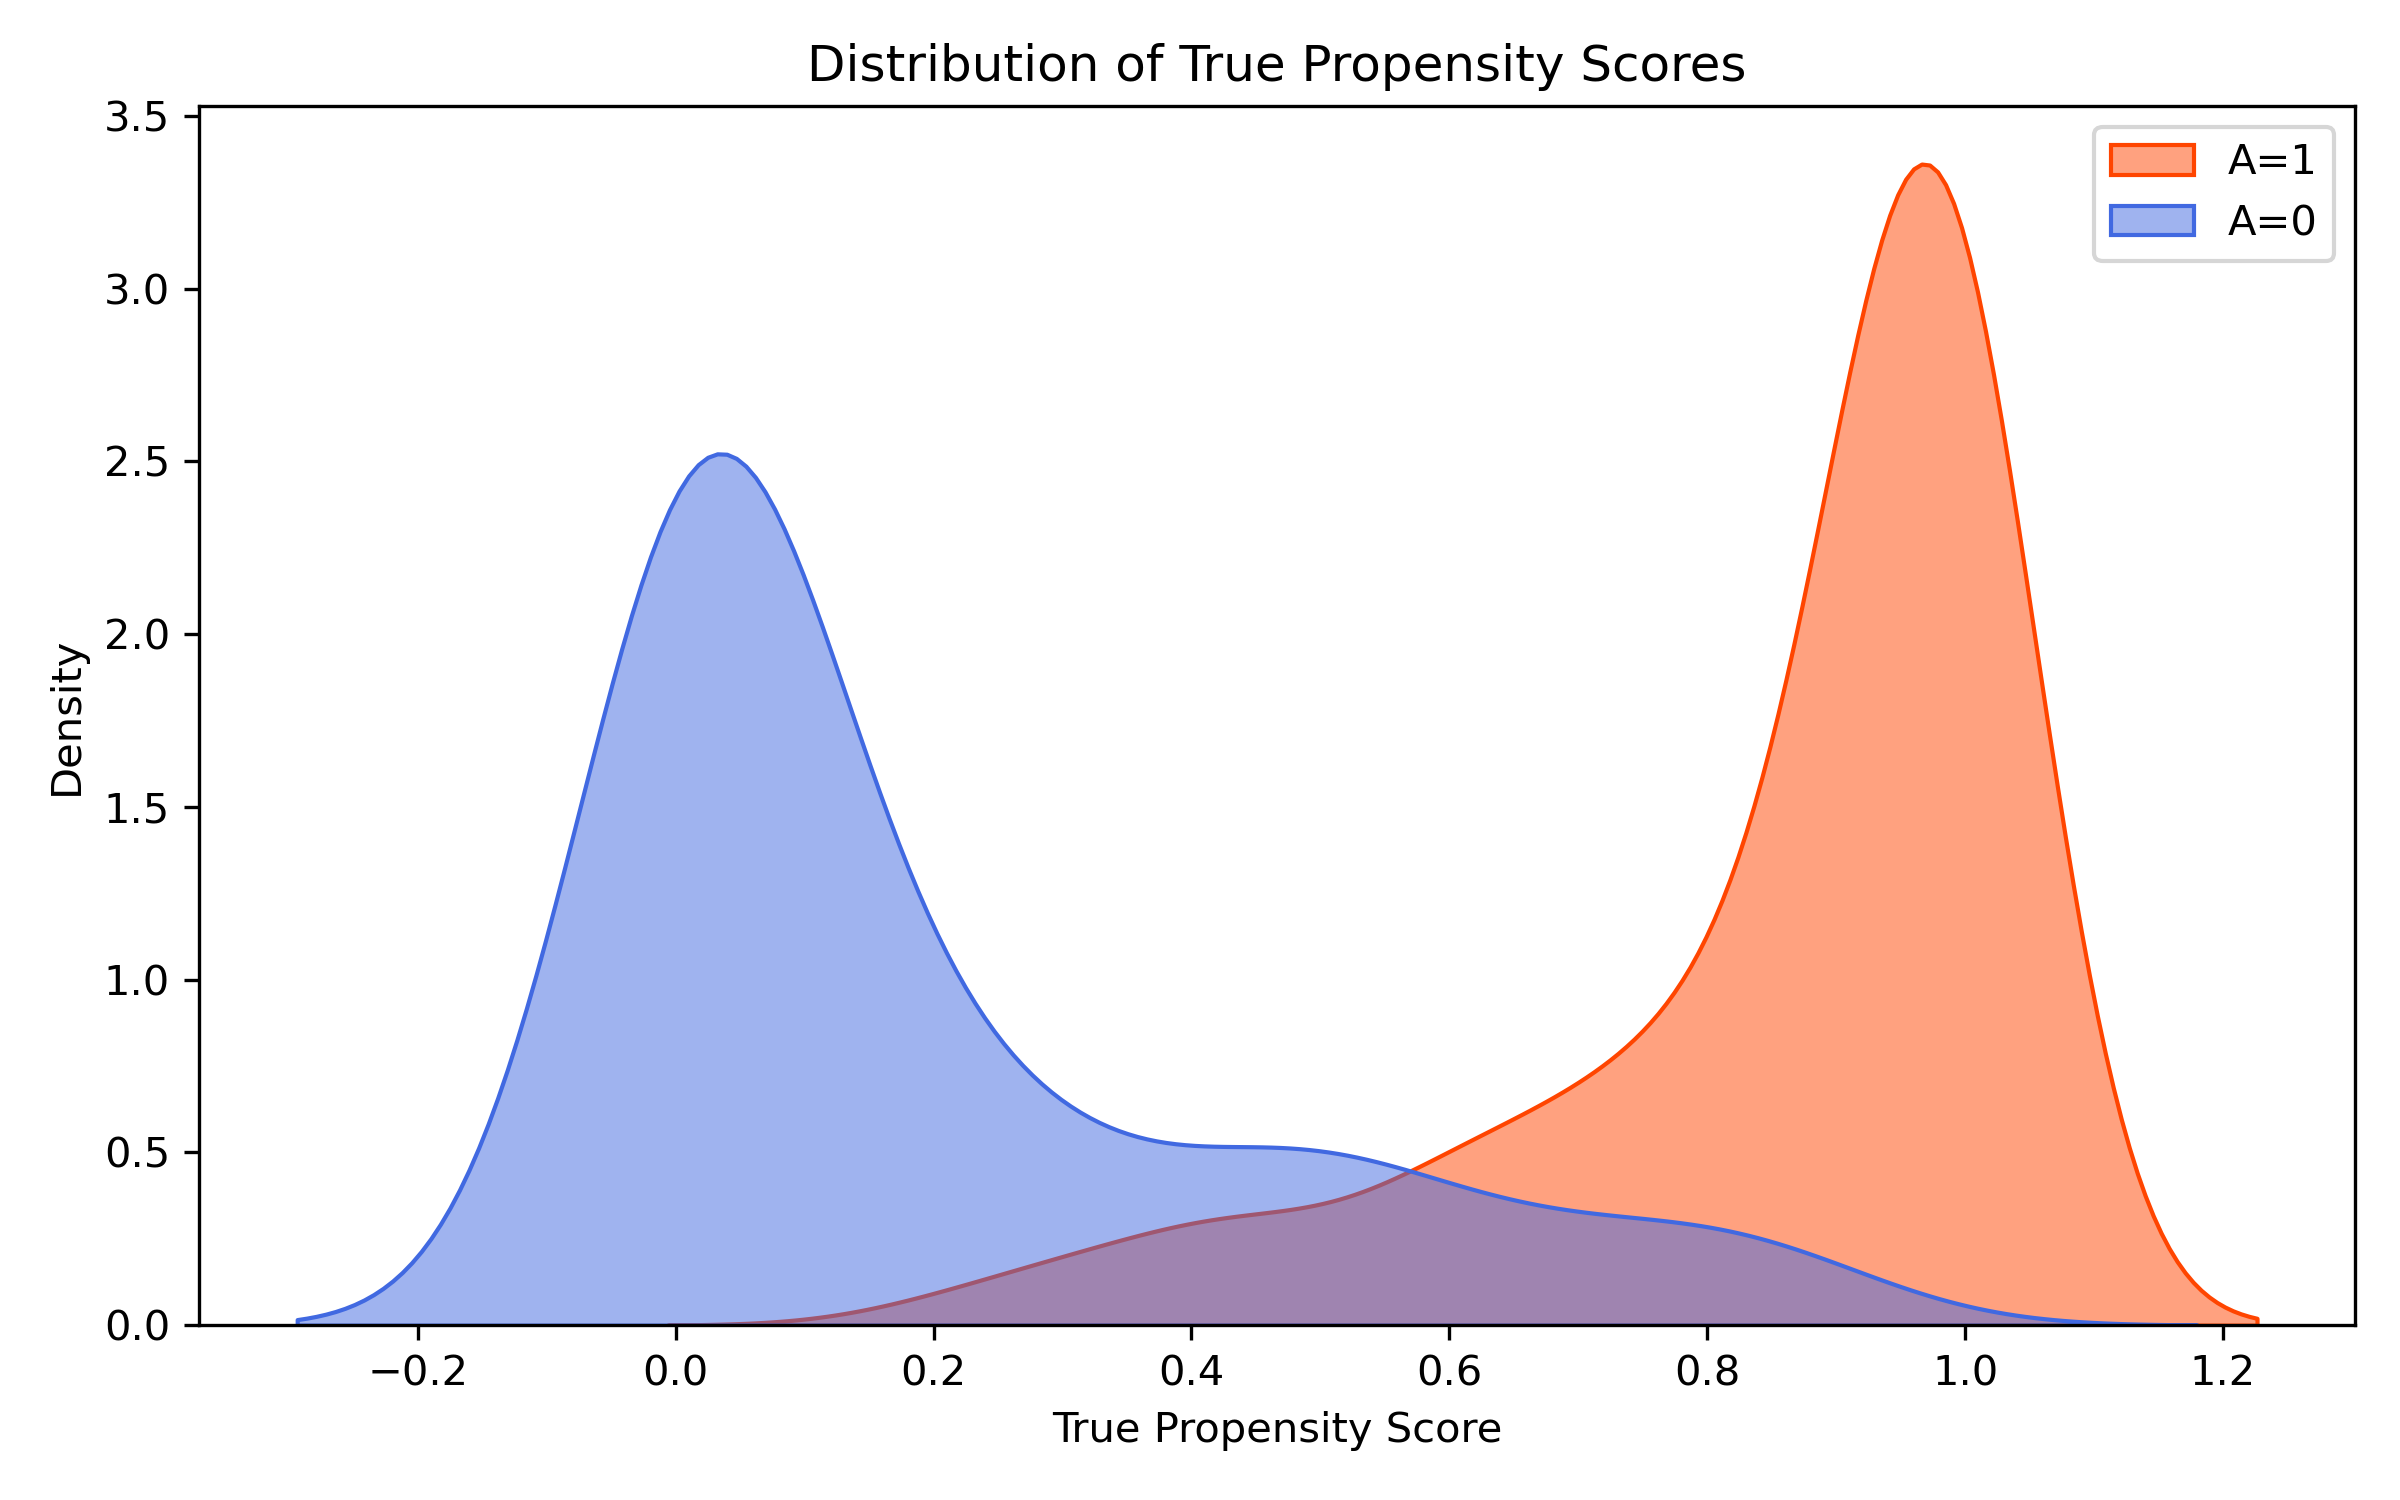 Distribution of True Propensity Scores
3.5
3.0
2.5
2.0
1.5
1.0
0.5
0.0
Density
A=1
A=0
−0.2 0.0 0.2 0.4 0.6 0.8 1.0 1.2
True Propensity Score